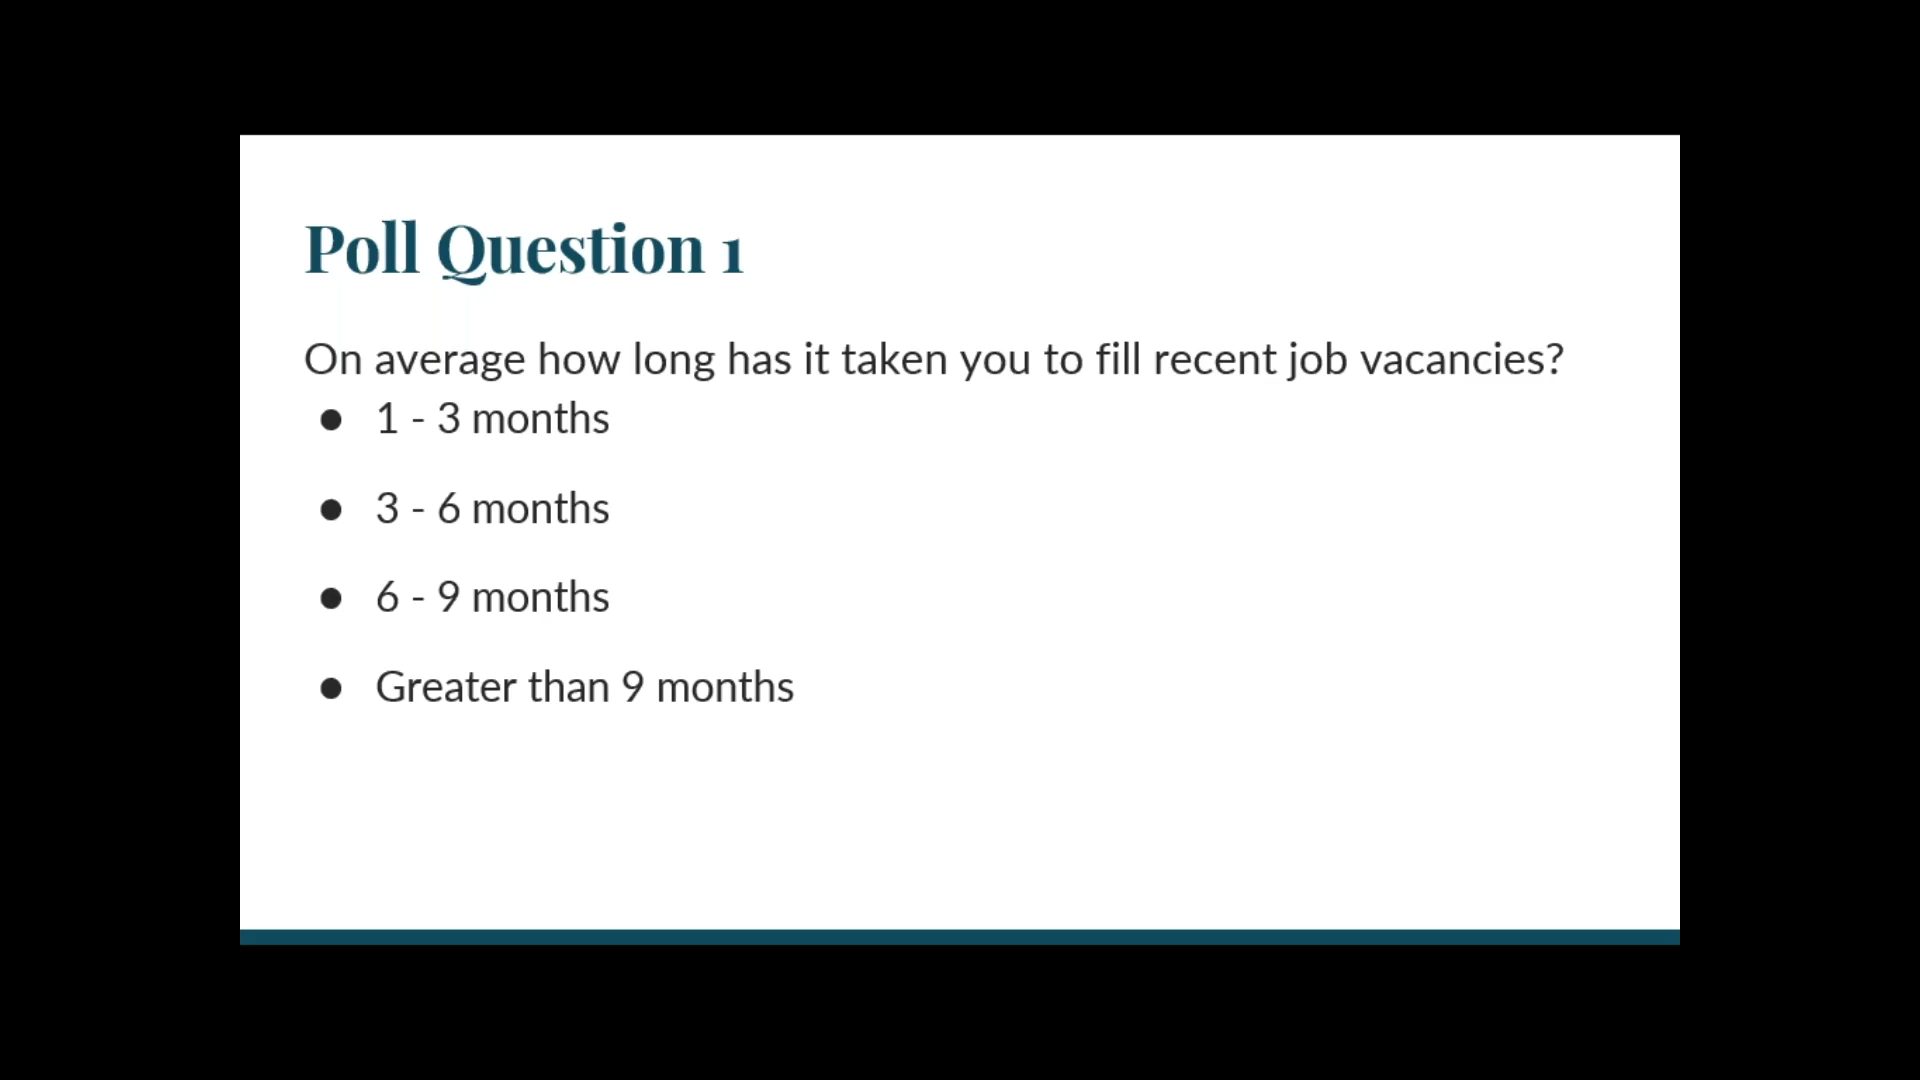 Poll Question 1
On average how long has it taken you to fill recent job vacancies?
● 1 - 3 months
● 3 - 6 months
● 6 - 9 months
● Greater than 9 months